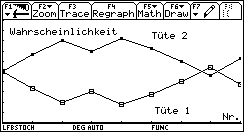 F1 F2 Zoom F3 Trace F4 Regraph F5 Math F6 Draw F7
Wahrscheinlichkeit
Tüte 2
Tüte 1
Nr.
LFBSTOCH DEG AUTO FUNC